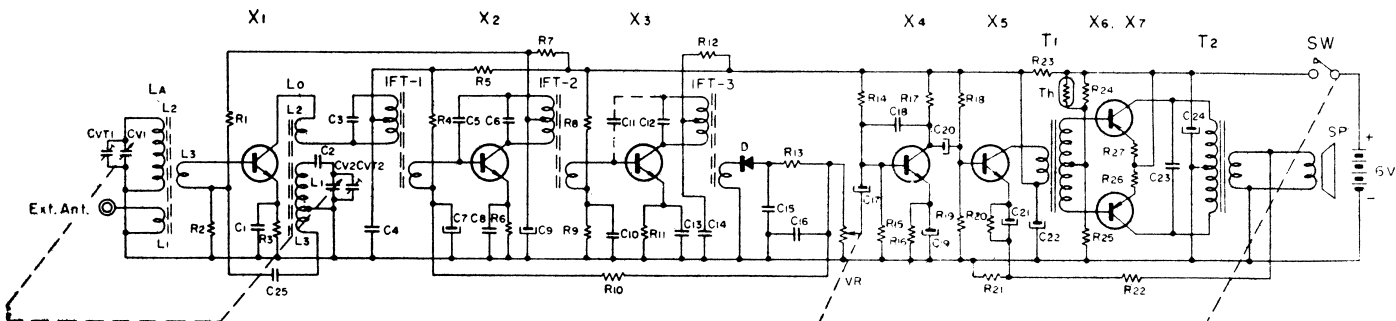 X1 X2 X3 X4 X5 X6. X7
R7 R12 T1 T2 SW
R23
LA LO IFT-1 R5 IFT-2 IFT-3
L2 L2 Th R24
CVT1 CV1 R1 C3 R4 C5 C6 R8 C11 C12 R14 C18 R17 R18 C24 SP
L3 C2 D R13 C20 R27
CV2 CVT2 L1 C17 R26 C23 6V
Ext.Ant. R2 C1 R3 C7 C8 R6 C9 C15 C16 R15 R19 R20 C21
L1 L3 C4 R9 C10 R11 C13 C14 R16 C19 C22 R25
C25 R10 VR R21 R22